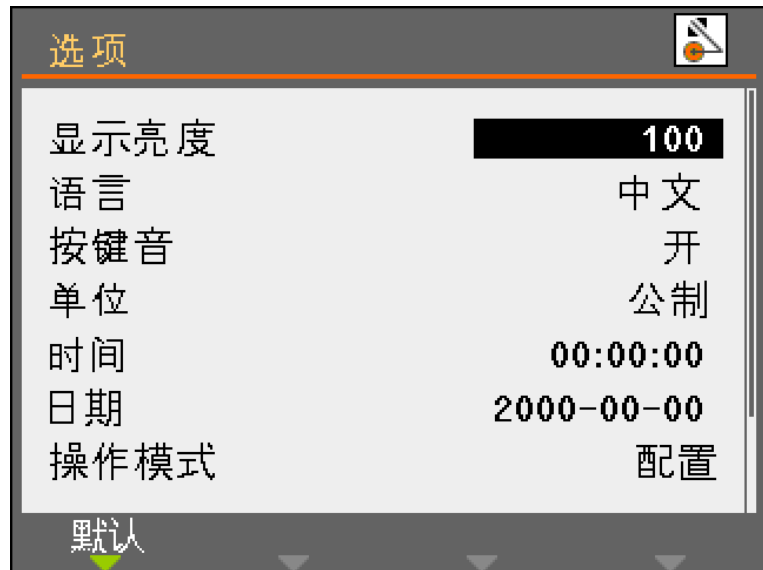 选项
显示亮度 100
语言 中文
按键音 开
单位 公制
时间 00:00:00
日期 2000-00-00
操作模式 配置
默认